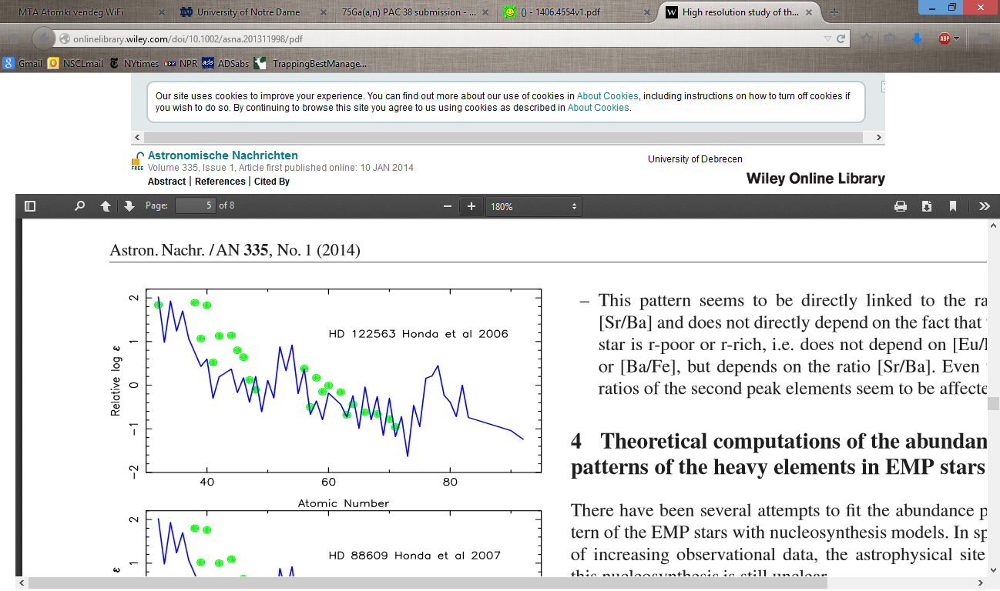 MTA Atomki vendég WiFi
University of Notre Dame
75Ga(a,n) PAC 38 submission - ...
() - 1406.4554v1.pdf
W High resolution study of th...
onlinelibrary.wiley.com/doi/10.1002/asna.201311998/pdf
ABP
8 Gmail O NSCLmail NYtimes npr NPR ads ADSabs TrappingBestManage...
Our site uses cookies to improve your experience. You can find out more about our use of cookies in About Cookies, including instructions on how to turn off cookies if
you wish to do so. By continuing to browse this site you agree to us using cookies as described in About Cookies.
FREE
Astronomische Nachrichten
Volume 335, Issue 1, Article first published online: 10 JAN 2014
Abstract | References | Cited By
University of Debrecen
Wiley Online Library
Page: 5 of 8
180%
Astron. Nachr. / AN 335, No. 1 (2014)
2
1
0
−1
−2
Relative log ε
HD 122563 Honda et al 2006
40 60 80
Atomic Number
2
1
ε
HD 88609 Honda et al 2007
– This pattern seems to be directly linked to the ra
[Sr/Ba] and does not directly depend on the fact that
star is r-poor or r-rich, i.e. does not depend on [Eu/
or [Ba/Fe], but depends on the ratio [Sr/Ba]. Even
ratios of the second peak elements seem to be affecte
4 Theoretical computations of the abundan
patterns of the heavy elements in EMP stars
There have been several attempts to fit the abundance p
tern of the EMP stars with nucleosynthesis models. In sp
of increasing observational data, the astrophysical site
this nucleosynthesis is still unclear